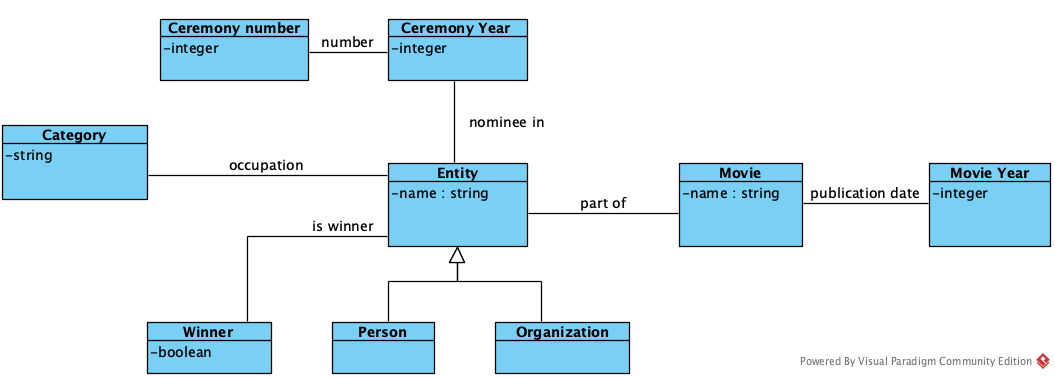 Ceremony number
-integer
number
Ceremony Year
-integer
nominee in
Category
-string
occupation
Entity
-name : string
part of
Movie
-name : string
publication date
Movie Year
-integer
is winner
Winner
-boolean
Person
Organization
Powered By Visual Paradigm Community Edition